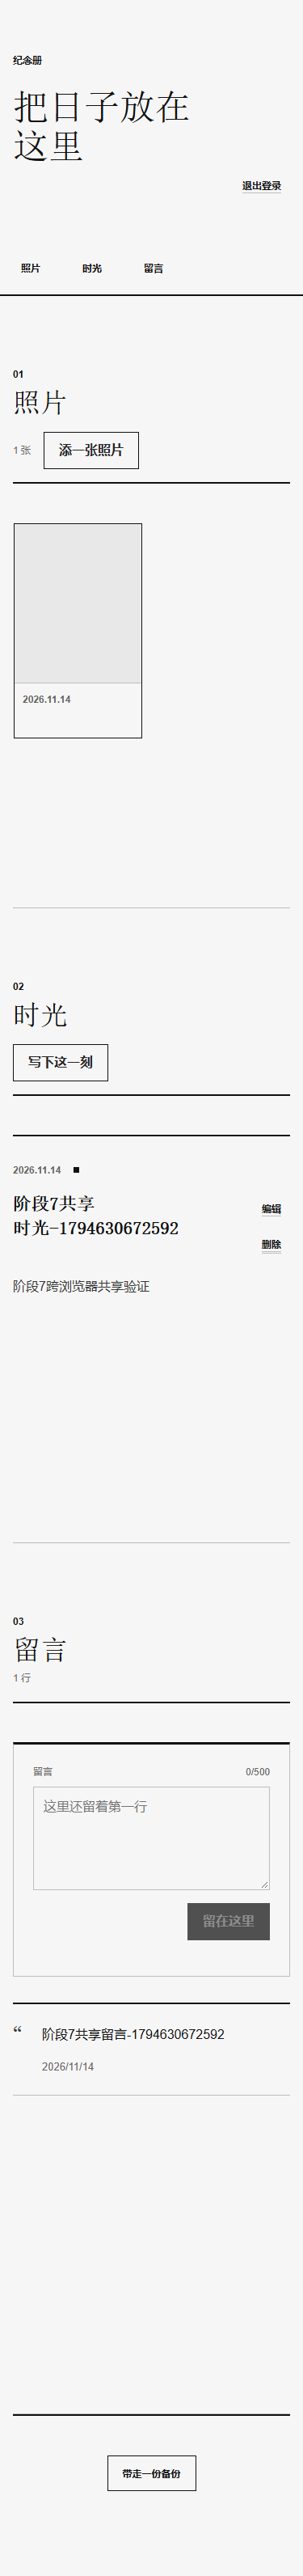 纪念册
把日子放在
这里
退出登录
照片
时光
留言
01
照片
1 张
添一张照片
2026.11.14
02
时光
写下这一刻
2026.11.14
阶段7共享
时光-1794630672592
编辑
删除
阶段7跨浏览器共享验证
03
留言
1 行
留言
0/500
这里还留着第一行
留在这里
“
阶段7共享留言-1794630672592
2026/11/14
带走一份备份